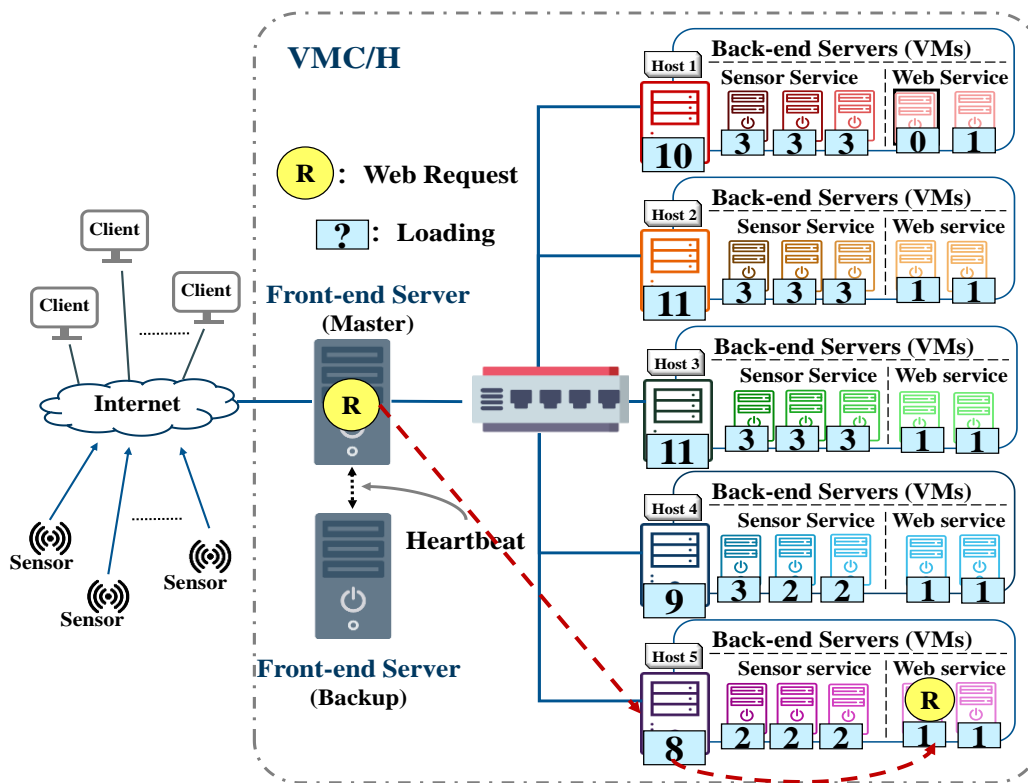 VMC/H
R : Web Request
? : Loading
Client
Client
Client
Internet
Sensor
Sensor
Sensor
Front-end Server
(Master)
R
Heartbeat
Front-end Server
(Backup)
Host 1
Back-end Servers (VMs)
Sensor Service
Web Service
10
3 3 3 0 1
Host 2
Back-end Servers (VMs)
Sensor Service
Web service
11
3 3 3 1 1
Host 3
Back-end Servers (VMs)
Sensor Service
Web service
11
3 3 3 1 1
Host 4
Back-end Servers (VMs)
Sensor Service
Web service
9
3 2 2 1 1
Host 5
Back-end Servers (VMs)
Sensor service
Web service
R
8
2 2 2 1 1